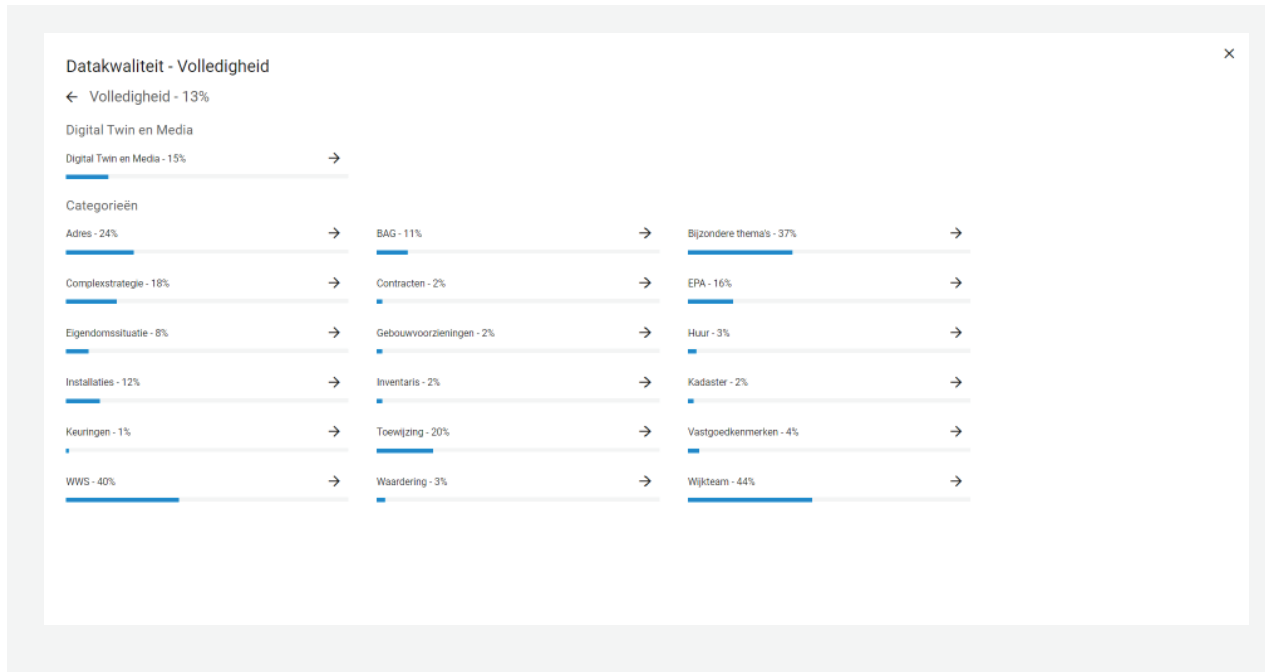 Datakwaliteit - Volledigheid
Volledigheid - 13%
Digital Twin en Media
Digital Twin en Media - 15%
Categorieën
Adres - 24%
BAG - 11%
Bijzondere thema's - 37%
Complexstrategie - 18%
Contracten - 2%
EPA - 16%
Eigendomssituatie - 8%
Gebouwvoorzieningen - 2%
Huur - 3%
Installaties - 12%
Inventaris - 2%
Kadaster - 2%
Keuringen - 1%
Toewijzing - 20%
Vastgoedkenmerken - 4%
WWS - 40%
Waardering - 3%
Wijkteam - 44%